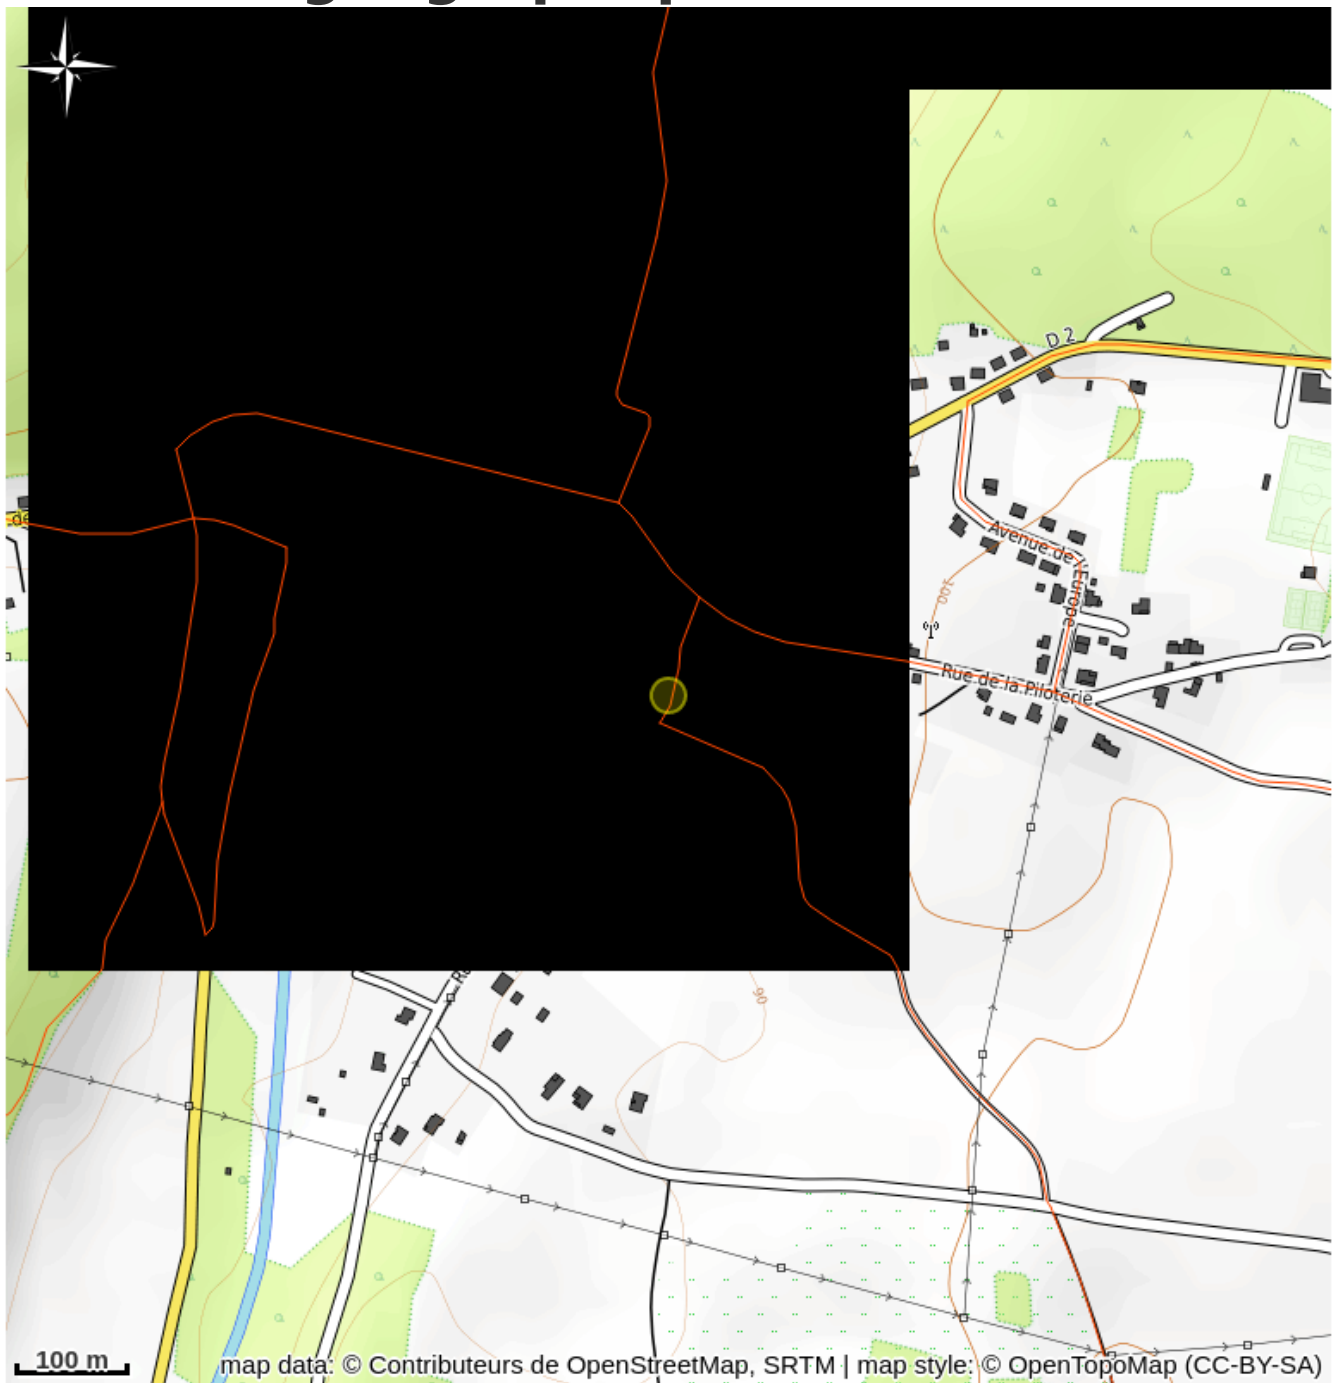 D 2
de
Avenue de l'Europe
100
Rue de la Piloterie
90
100 m
map data: © Contributeurs de OpenStreetMap, SRTM | map style: © OpenTopoMap (CC-BY-SA)